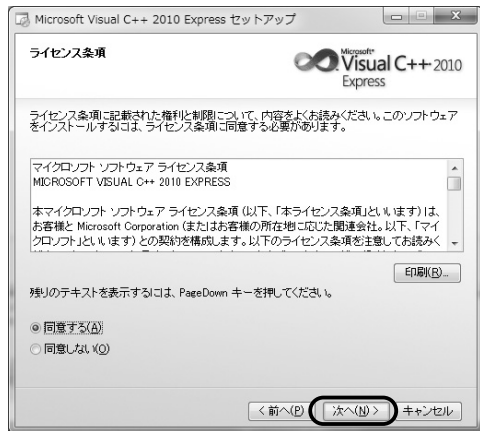 Microsoft Visual C++ 2010 Express セットアップ
ライセンス条項
Microsoft®
Visual C++ 2010
Express
ライセンス条項に記載された権利と制限について、内容をよくお読みください。このソフトウェア
をインストールするには、ライセンス条項に同意する必要があります。
マイクロソフト ソフトウェア ライセンス条項
MICROSOFT VISUAL C++ 2010 EXPRESS
本マイクロソフト ソフトウェア ライセンス条項 (以下、「本ライセンス条項」といいます) は、
お客様と Microsoft Corporation (またはお客様の所在地に応じた関連会社。以下、「マイ
クロソフト」といいます) との契約を構成します。以下のライセンス条項を注意してお読みく
印刷(R)...
残りのテキストを表示するには、PageDown キーを押してください。
同意する(A)
同意しない(O)
< 前へ(P)
次へ(N) >
キャンセル